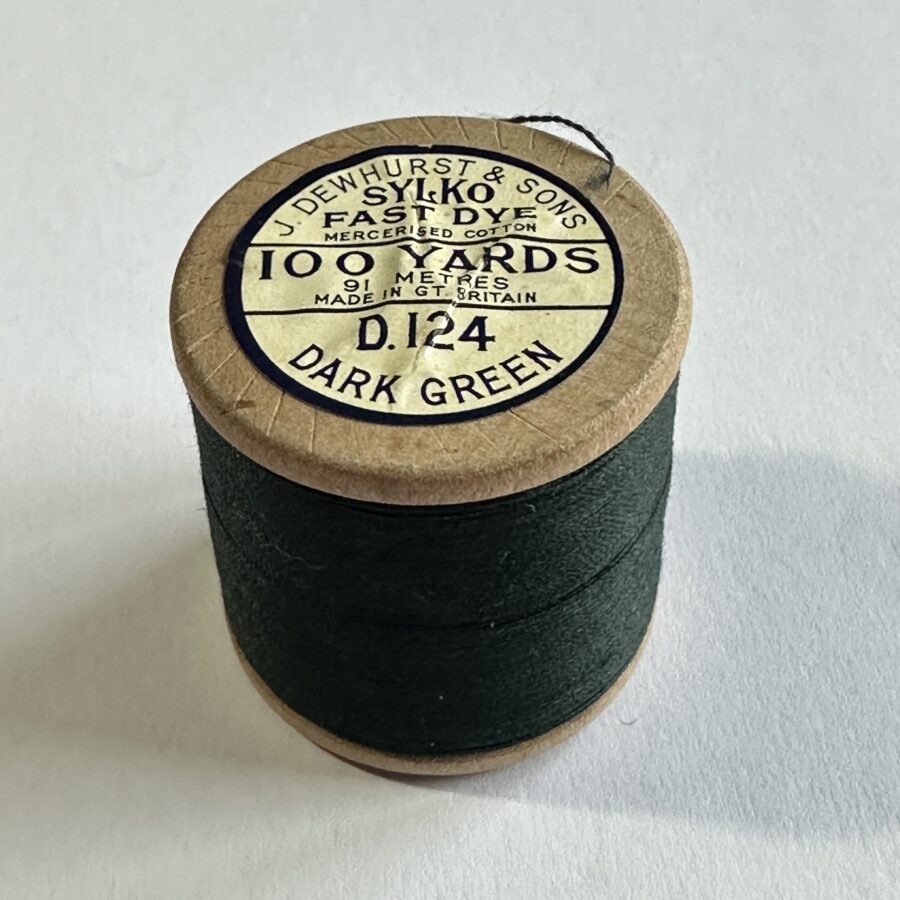 J. DEWHURST & SONS
SYLKO
FAST DYE
MERCERISED COTTON
100 YARDS
91 METRES
MADE IN GT. BRITAIN
D.124
DARK GREEN